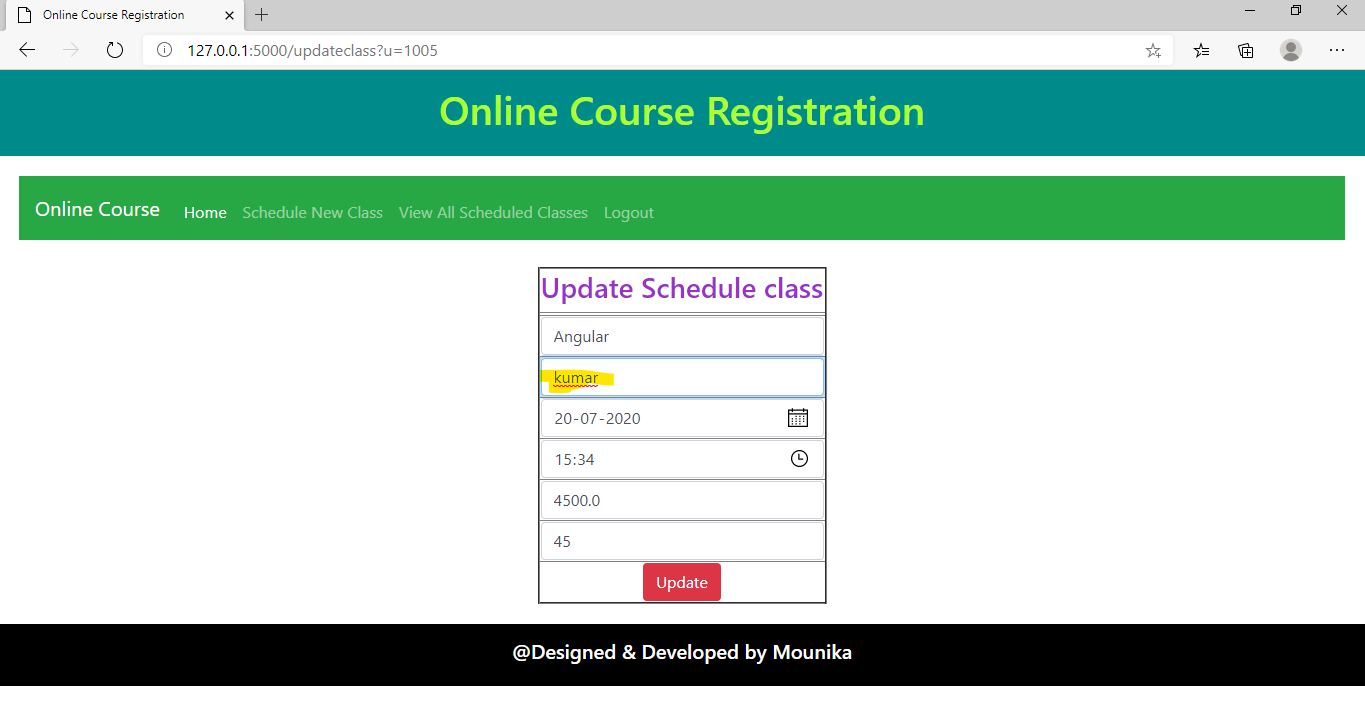 Online Course Registration
127.0.0.1:5000/updateclass?u=1005
Online Course Registration
Online Course Home Schedule New Class View All Scheduled Classes Logout
Update Schedule class
Angular
kumar
20-07-2020
15:34
4500.0
45
Update
@Designed & Developed by Mounika